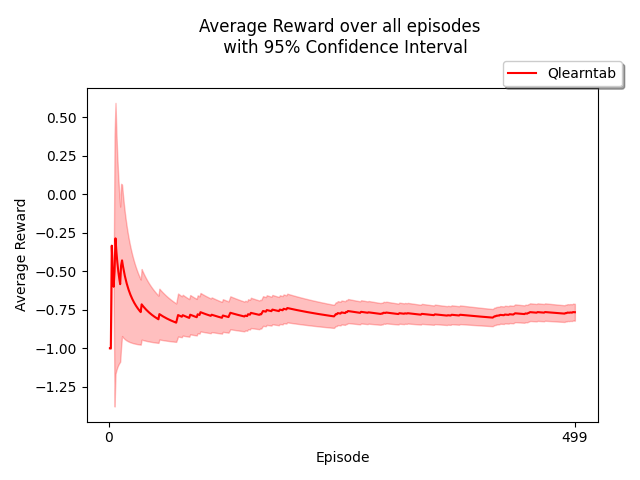 Average Reward over all episodes
with 95% Confidence Interval
Qlearntab
0.50
0.25
0.00
−0.25
−0.50
−0.75
−1.00
−1.25
Average Reward
0
499
Episode